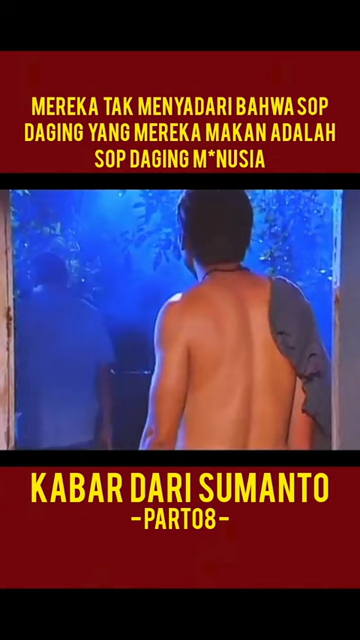 MEREKA TAK MENYADARI BAHWA SOP
DAGING YANG MEREKA MAKAN ADALAH
SOP DAGING M*NUSIA
KABAR DARI SUMANTO
-PART08-